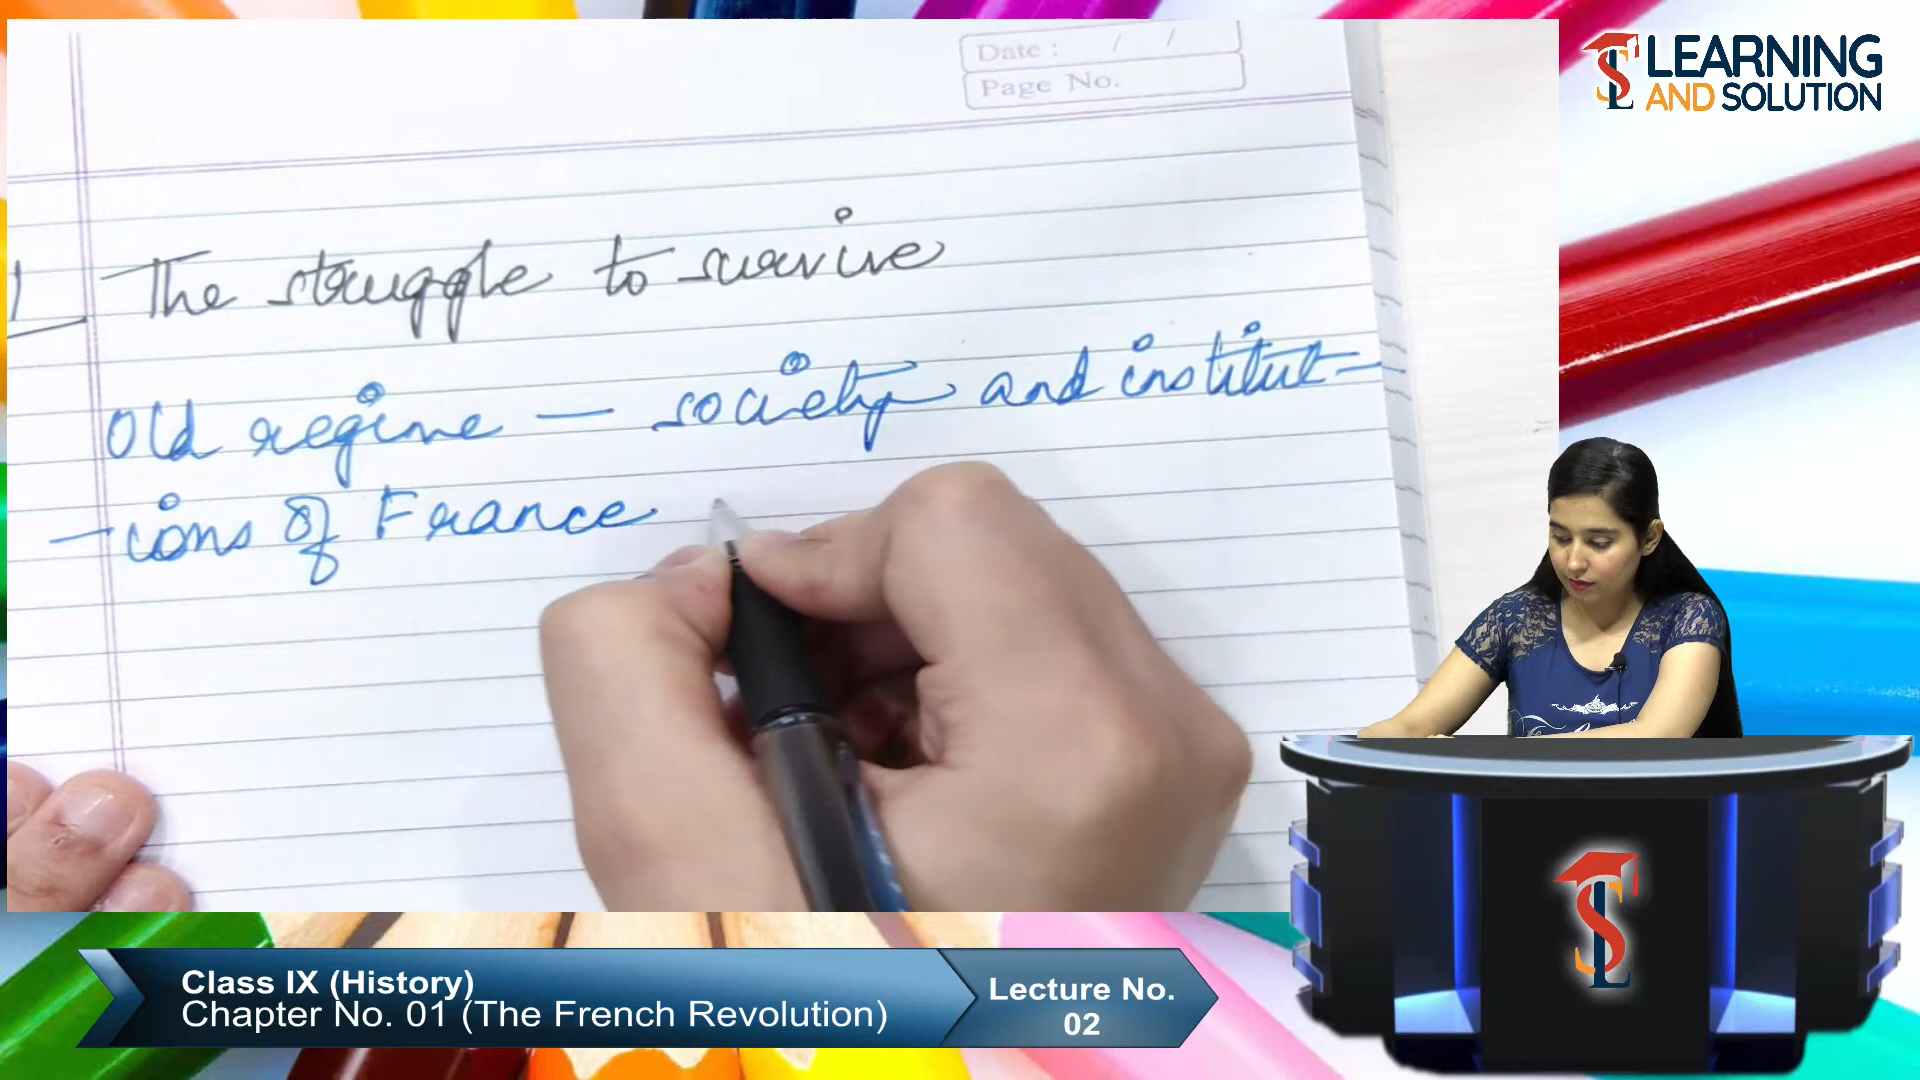 Date : / /
Page No.
LEARNING
AND SOLUTION
1 The struggle to survive
Old regime — society and institut-
-ions of France
Class IX (History)
Chapter No. 01 (The French Revolution)
Lecture No.
02